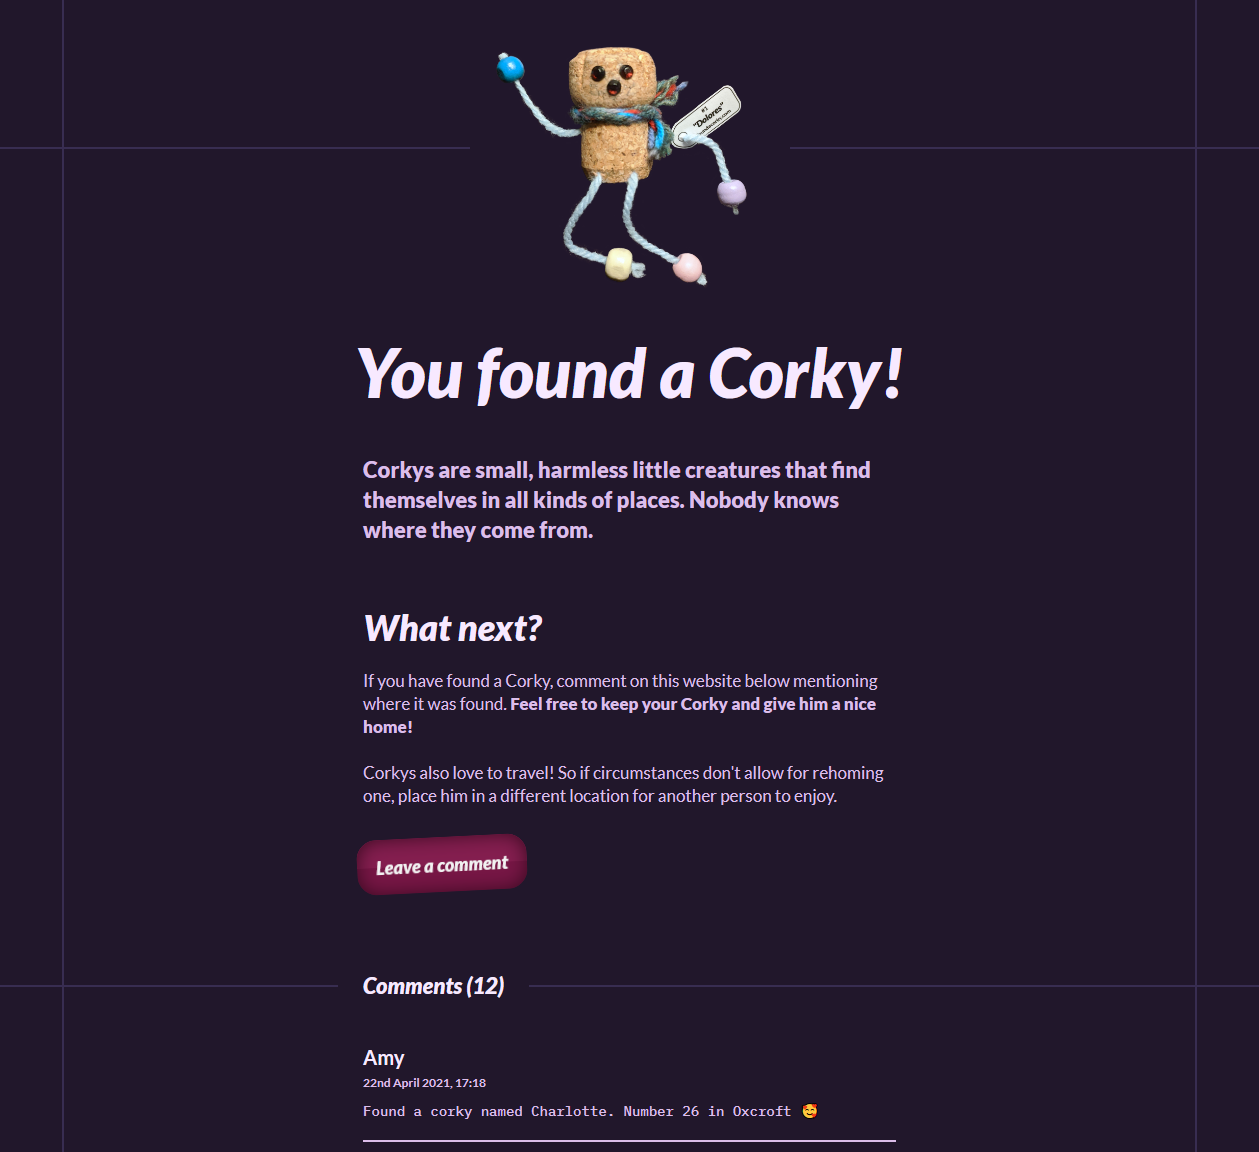 #1
"Dolores"
You found a Corky!
Corkys are small, harmless little creatures that find
themselves in all kinds of places. Nobody knows
where they come from.
What next?
If you have found a Corky, comment on this website below mentioning
where it was found. Feel free to keep your Corky and give him a nice
home!
Corkys also love to travel! So if circumstances don't allow for rehoming
one, place him in a different location for another person to enjoy.
Leave a comment
Comments (12)
Amy
22nd April 2021, 17:18
Found a corky named Charlotte. Number 26 in Oxcroft 🥰